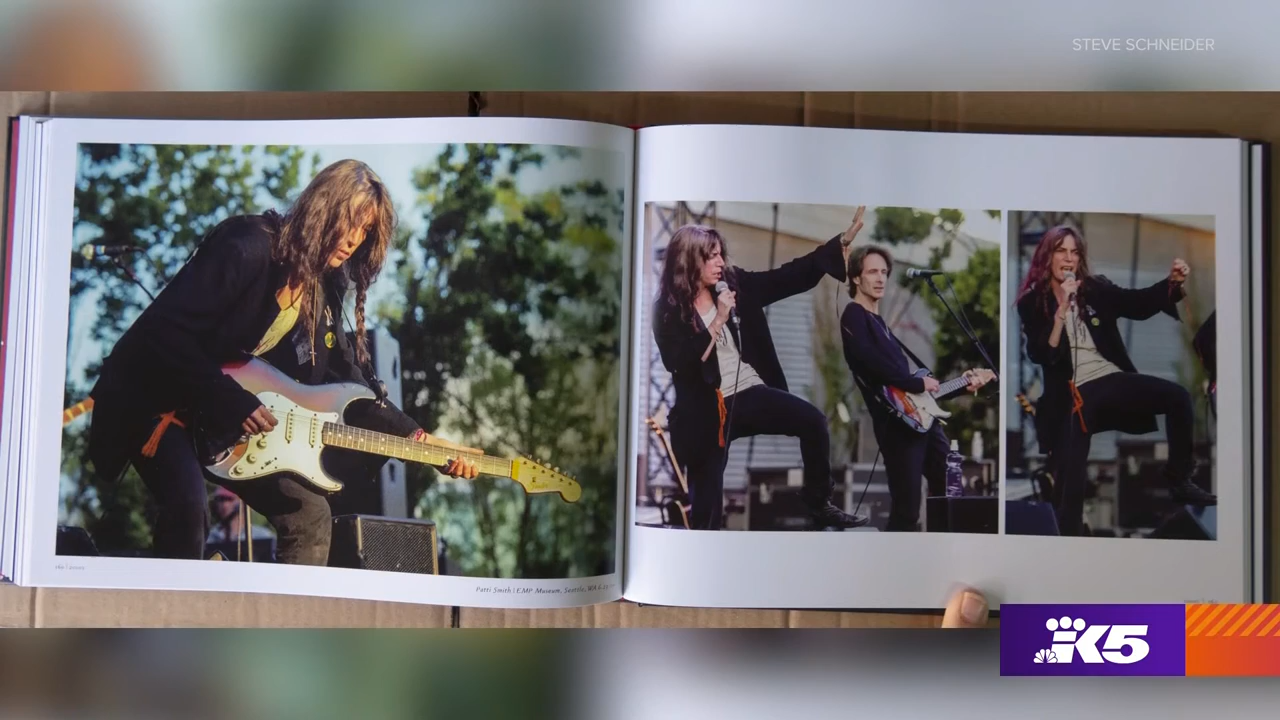 STEVE SCHNEIDER
Patti Smith | EMP Museum, Seattle, WA
K5